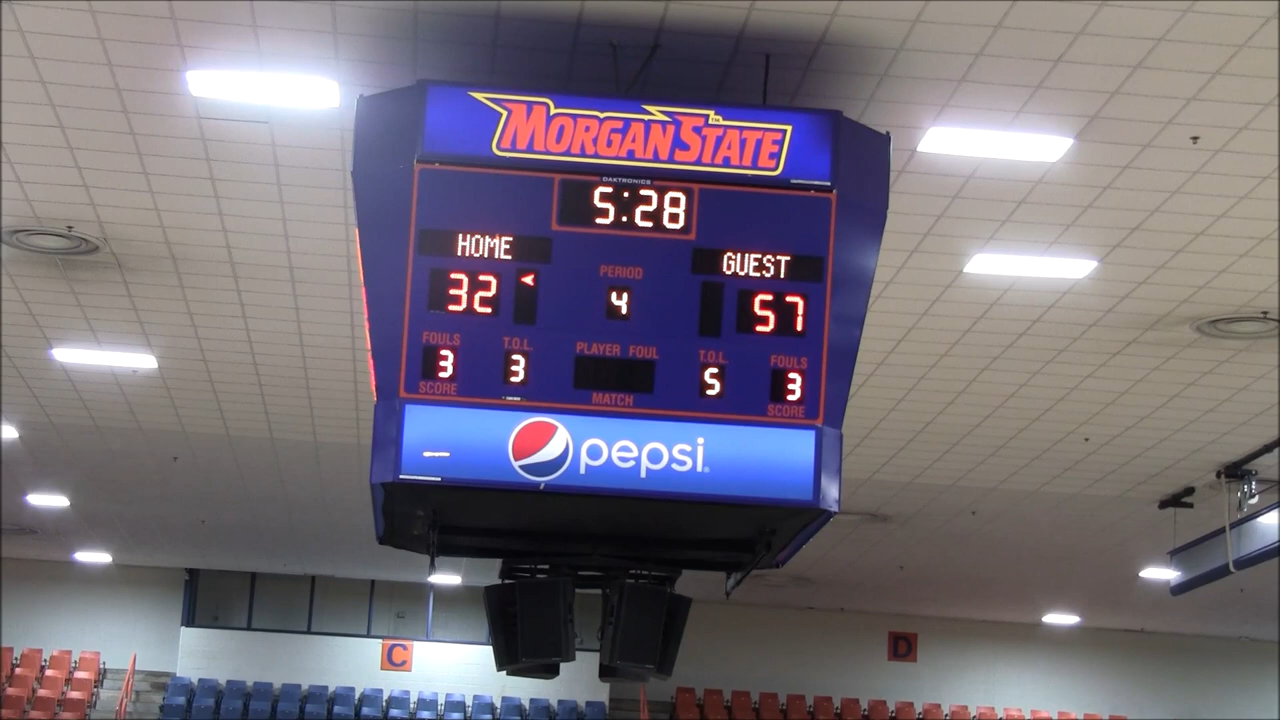 MORGAN STATE™
DAKTRONICS
5:28
HOME
GUEST
PERIOD
32
4
57
FOULS
T.O.L.
PLAYER FOUL
T.O.L.
FOULS
3
3
5
3
SCORE
MATCH
SCORE
pepsi
C
D